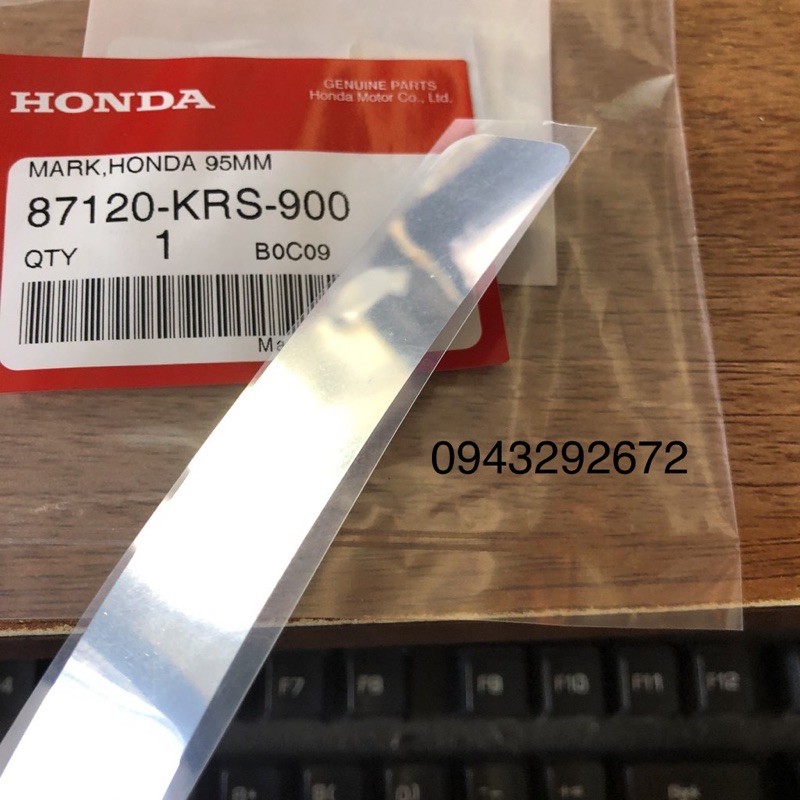 HONDA
GENUINE PARTS
Honda Motor Co., Ltd.
MARK,HONDA 95MM
87120-KRS-900
QTY 1 B0C09
0943292672
F7 F8 F9 F10 F11 F12